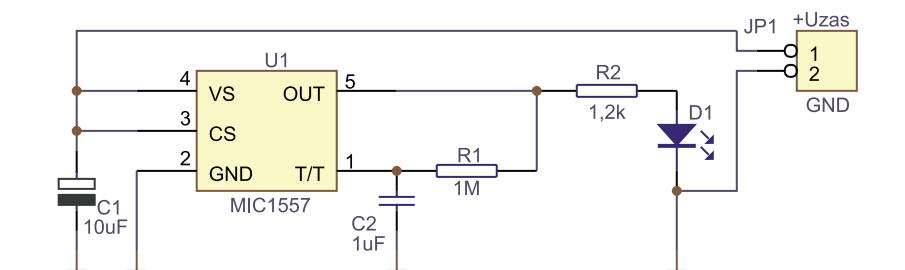 JP1
+Uzas
1
2
GND
U1
4
VS
OUT
5
3
CS
2
GND
T/T
1
MIC1557
R2
1,2k
D1
R1
1M
C1
10uF
C2
1uF